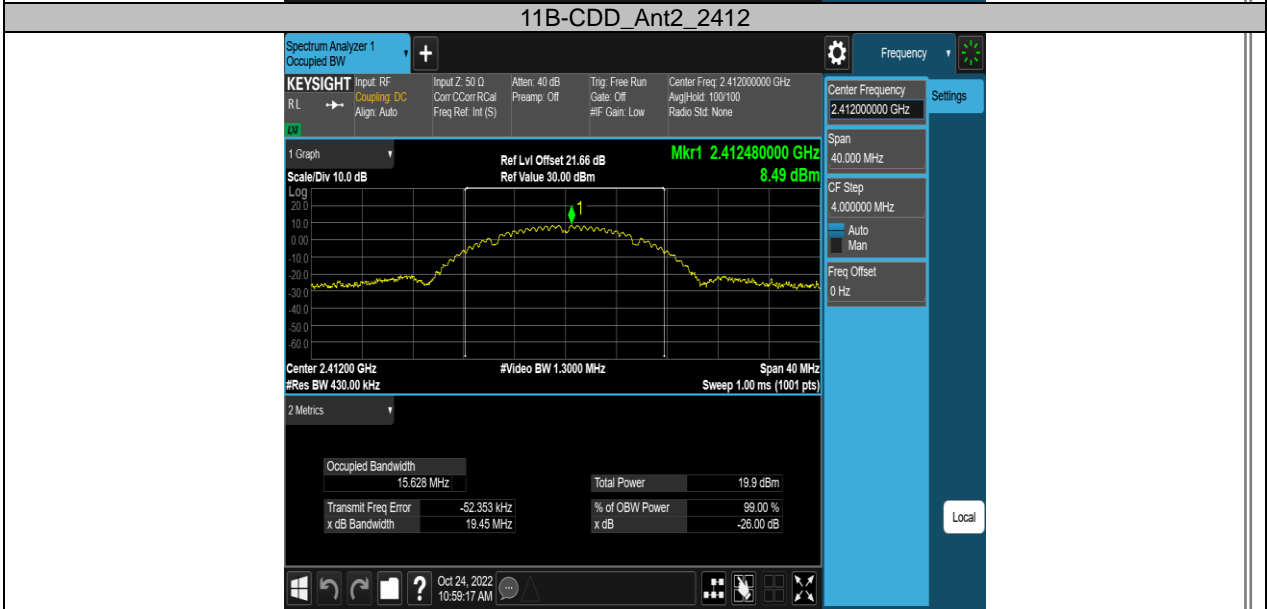 11B-CDD_Ant2_2412
Spectrum Analyzer 1
Occupied BW
+
Frequency
KEYSIGHT
RL
LXI
Input: RF
Coupling: DC
Align: Auto
Input Z: 50 Ω
Corr CCorr RCal
Freq Ref: Int (S)
Atten: 40 dB
Preamp: Off
Trig: Free Run
Gate: Off
#IF Gain: Low
Center Freq: 2.412000000 GHz
Avg|Hold: 100/100
Radio Std: None
Center Frequency
2.412000000 GHz
Settings
Span
40.000 MHz
CF Step
4.000000 MHz
Auto
Man
Freq Offset
0 Hz
Local
1 Graph
Scale/Div 10.0 dB
Ref Lvl Offset 21.66 dB
Ref Value 30.00 dBm
Mkr1 2.412480000 GHz
8.49 dBm
Log
20.0
10.0
0.00
-10.0
-20.0
-30.0
-40.0
-50.0
-60.0
1
Center 2.41200 GHz
#Video BW 1.3000 MHz
Span 40 MHz
#Res BW 430.00 kHz
Sweep 1.00 ms (1001 pts)
2 Metrics
Occupied Bandwidth
15.628 MHz
Total Power 19.9 dBm
Transmit Freq Error -52.353 kHz
% of OBW Power 99.00 %
x dB Bandwidth 19.45 MHz
x dB -26.00 dB
?
Oct 24, 2022
10:59:17 AM